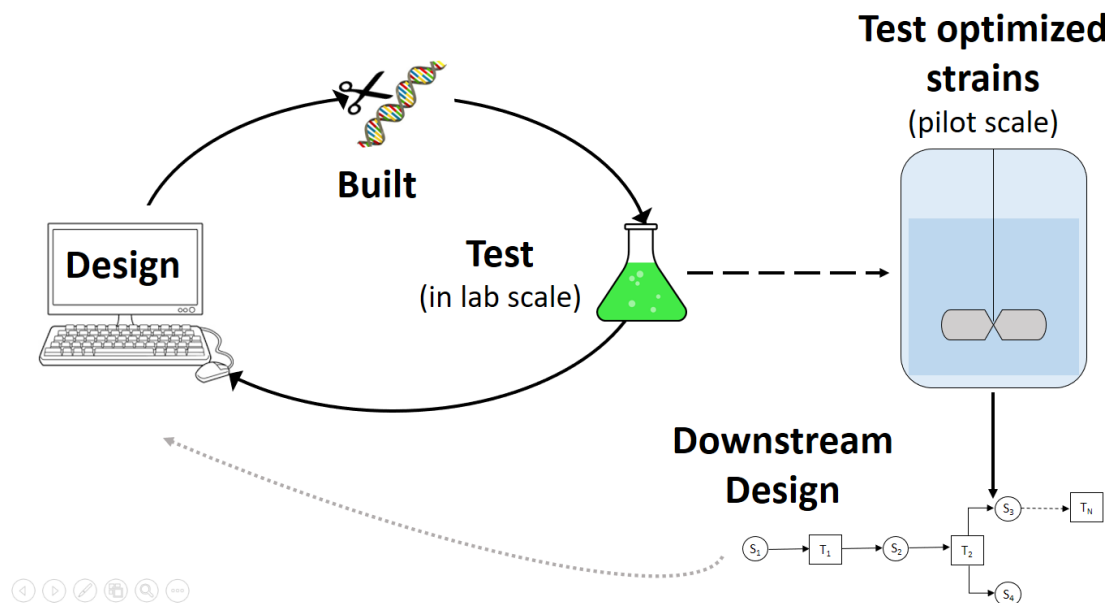 Test optimized
strains
(pilot scale)
Built
Design
Test
(in lab scale)
Downstream
Design
S₁
T₁
S₂
T₂
S₃
T_N
S₄